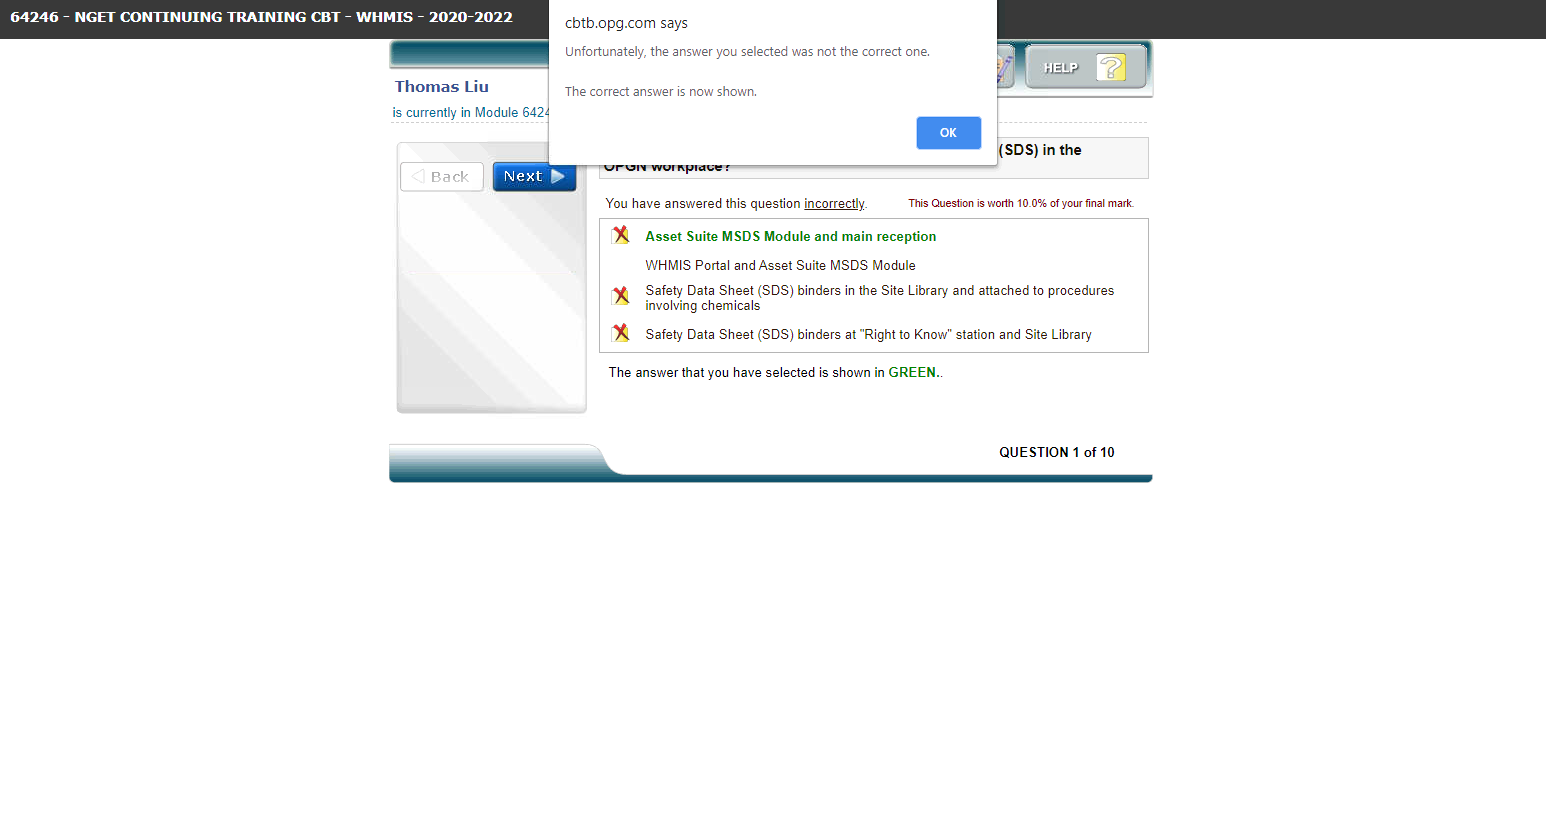 64246 - NGET CONTINUING TRAINING CBT - WHMIS - 2020-2022
cbtb.opg.com says
Unfortunately, the answer you selected was not the correct one.
The correct answer is now shown.
OK
HELP
Thomas Liu
is currently in Module 6424
Back
Next
(SDS) in the
OPGN workplace?
You have answered this question incorrectly.
This Question is worth 10.0% of your final mark.
Asset Suite MSDS Module and main reception
WHMIS Portal and Asset Suite MSDS Module
Safety Data Sheet (SDS) binders in the Site Library and attached to procedures
involving chemicals
Safety Data Sheet (SDS) binders at "Right to Know" station and Site Library
The answer that you have selected is shown in GREEN..
QUESTION 1 of 10